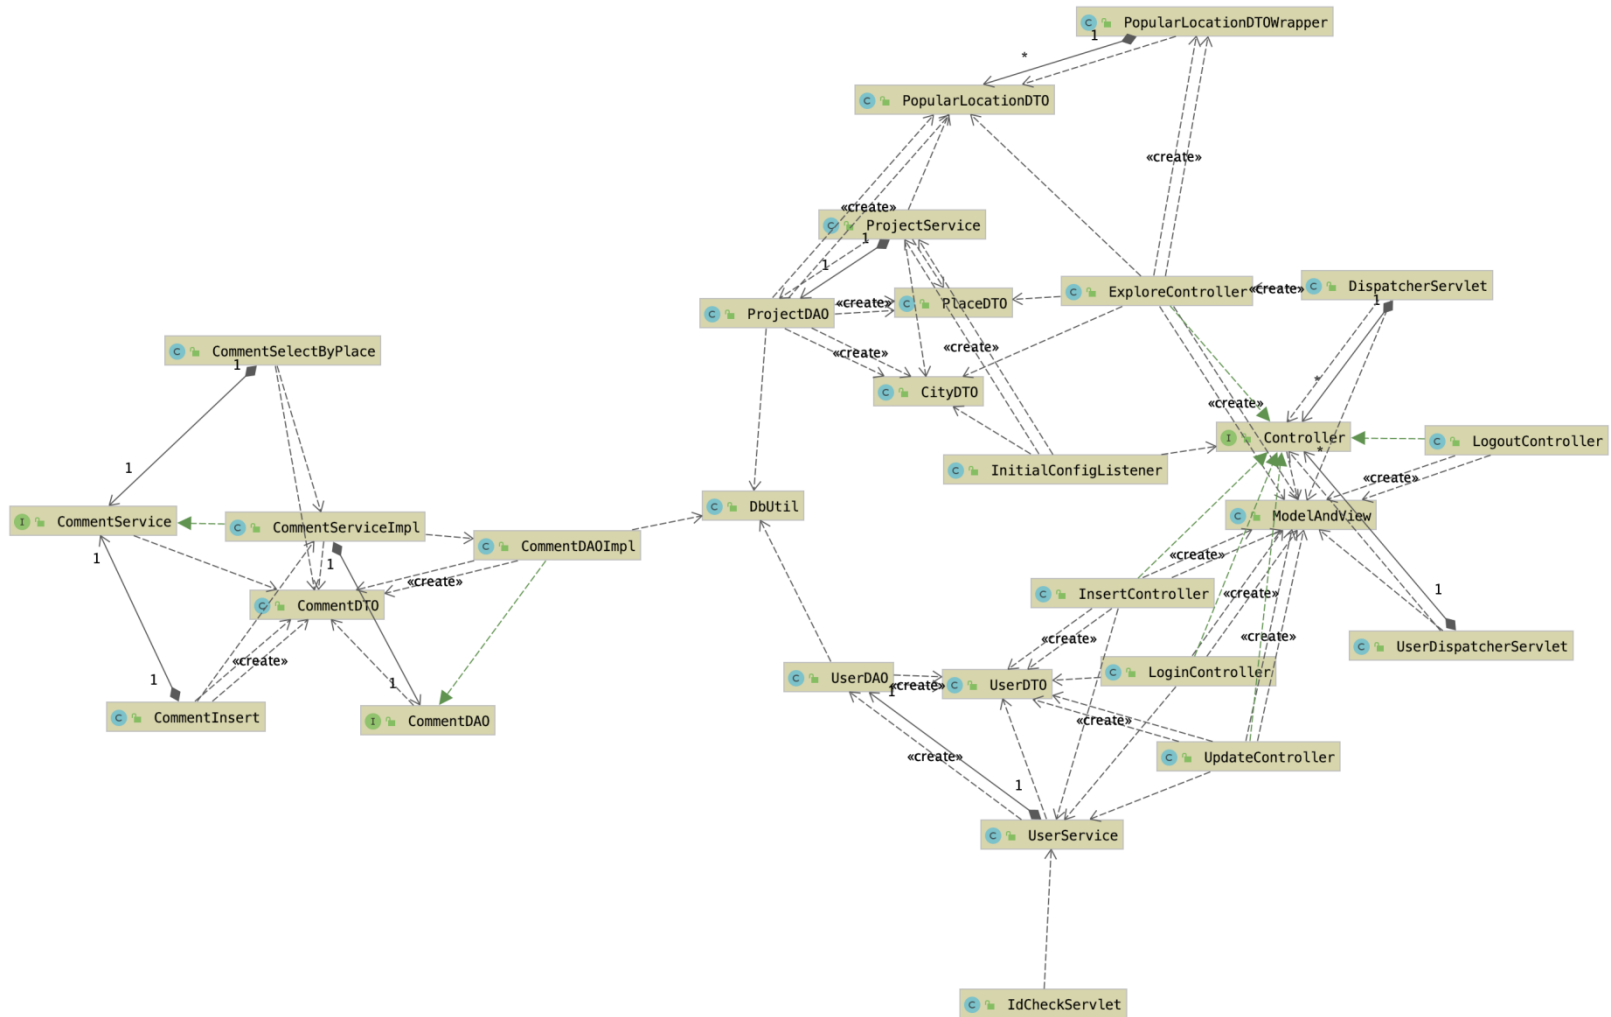 C PopularLocationDTOWrapper
1
*
C PopularLocationDTO
«create»
«create»
C ProjectService
1
1
C ProjectDAO
«create»
C PlaceDTO
C ExploreController
«create»
C DispatcherServlet
1
C CommentSelectByPlace
1
«create»
«create»
*
C CityDTO
«create»
I Controller
*
C LogoutController
1
C InitialConfigListener
«create»
C DbUtil
C ModelAndView
I CommentService
C CommentServiceImpl
C CommentDAOImpl
1
1
«create»
«create»
C CommentDTO
C InsertController
«create»
1
«create»
«create»
C UserDispatcherServlet
«create»
1
1
C UserDAO
1
«create»
C UserDTO
C LoginController
C CommentInsert
I CommentDAO
«create»
«create»
C UpdateController
1
C UserService
C IdCheckServlet